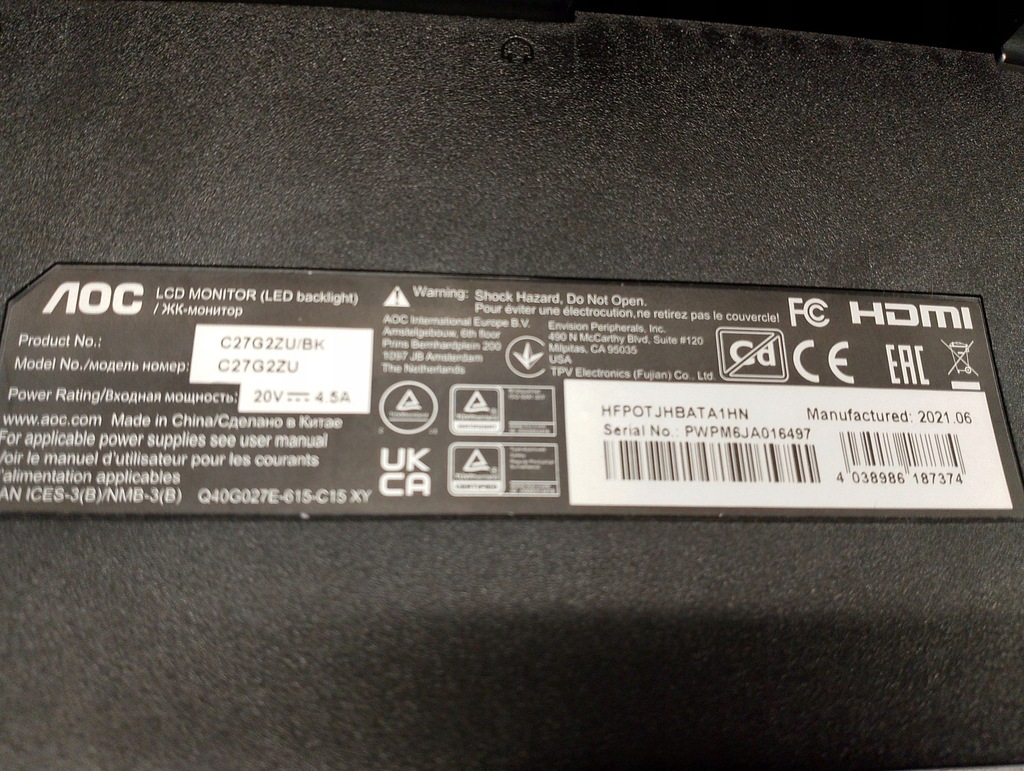 AOC LCD MONITOR (LED backlight)
/ ЖК-монитор
Product No.: C27G2ZU/BK
Model No./модель номер: C27G2ZU
Power Rating/Входная мощность: 20V 4.5A
www.aoc.com Made in China/Сделано в Китае
For applicable power supplies see user manual
/oir le manuel d'utilisateur pour les courants
'alimentation applicables
AN ICES-3(B)/NMB-3(B) Q40G027E-615-C15 XY
Warning: Shock Hazard, Do Not Open.
Pour éviter une électrocution,ne retirez pas le couvercle!
AOC International Europe B.V.
Amstelgebouw, 6th floor
Prins Bernhardplein 200
1097 JB Amsterdam
The Netherlands
Envision Peripherals, Inc.
490 N McCarthy Blvd, Suite #120
Milpitas, CA 95035
USA
TPV Electronics (Fujian) Co., Ltd.
FC HDMI
Cd CE EAC
UK
CA
HFPOTJHBATA1HN Manufactured: 2021.06
Serial No.: PWPM6JA016497
4 038986 187374